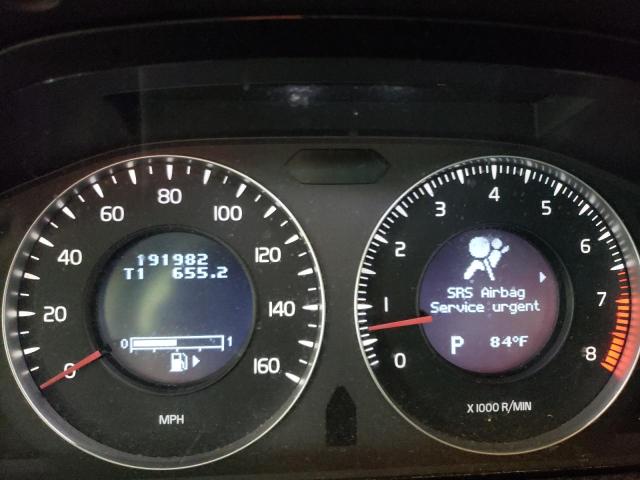 191982
T1 655.2
0 1
0 20 40 60 80 100 120 140 160
MPH
0 1 2 3 4 5 6 7 8
SRS Airbag
Service urgent
P 84°F
X 1000 R/MIN